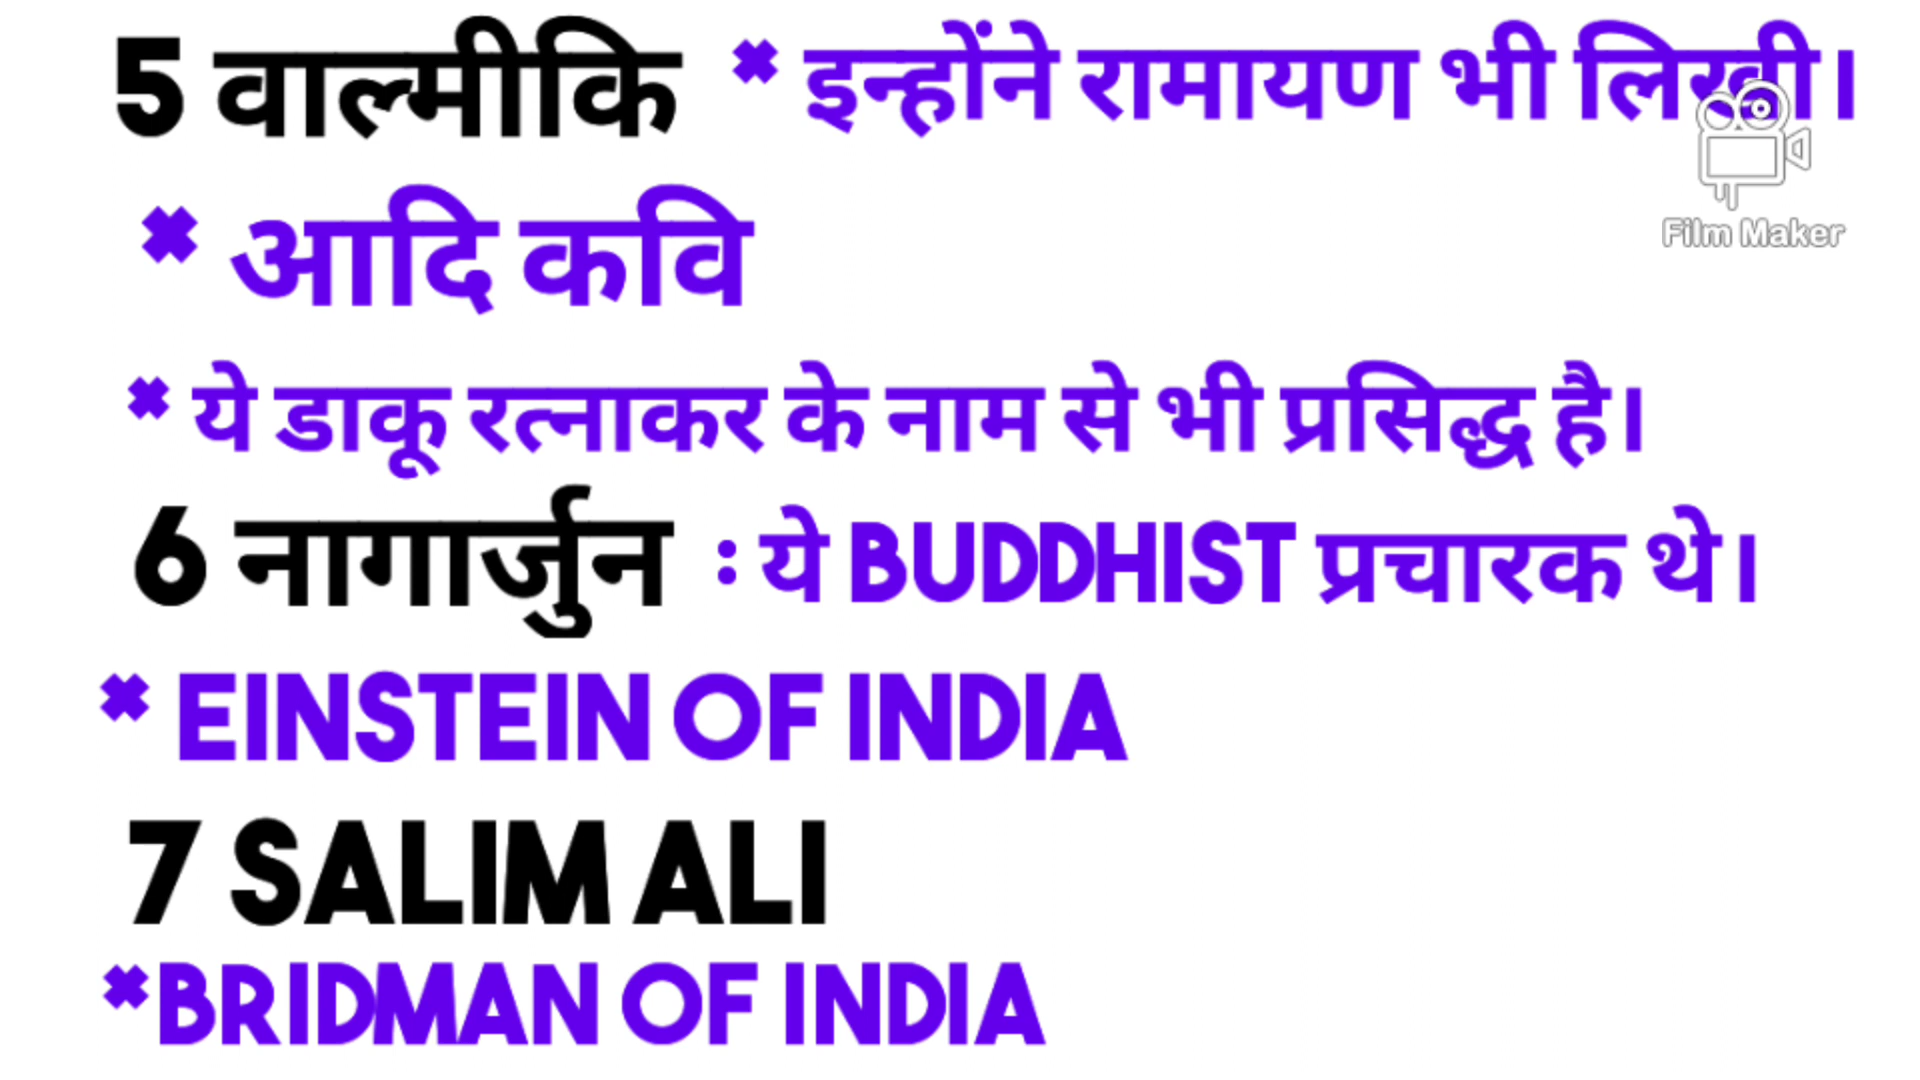 5 वाल्मीकि * इन्होंने रामायण भी लिखी।
Film Maker
* आदि कवि
* ये डाकू रत्नाकर के नाम से भी प्रसिद्ध है।
6 नागार्जुन : ये BUDDHIST प्रचारक थे।
* EINSTEIN OF INDIA
7 SALIM ALI
*BRIDMAN OF INDIA